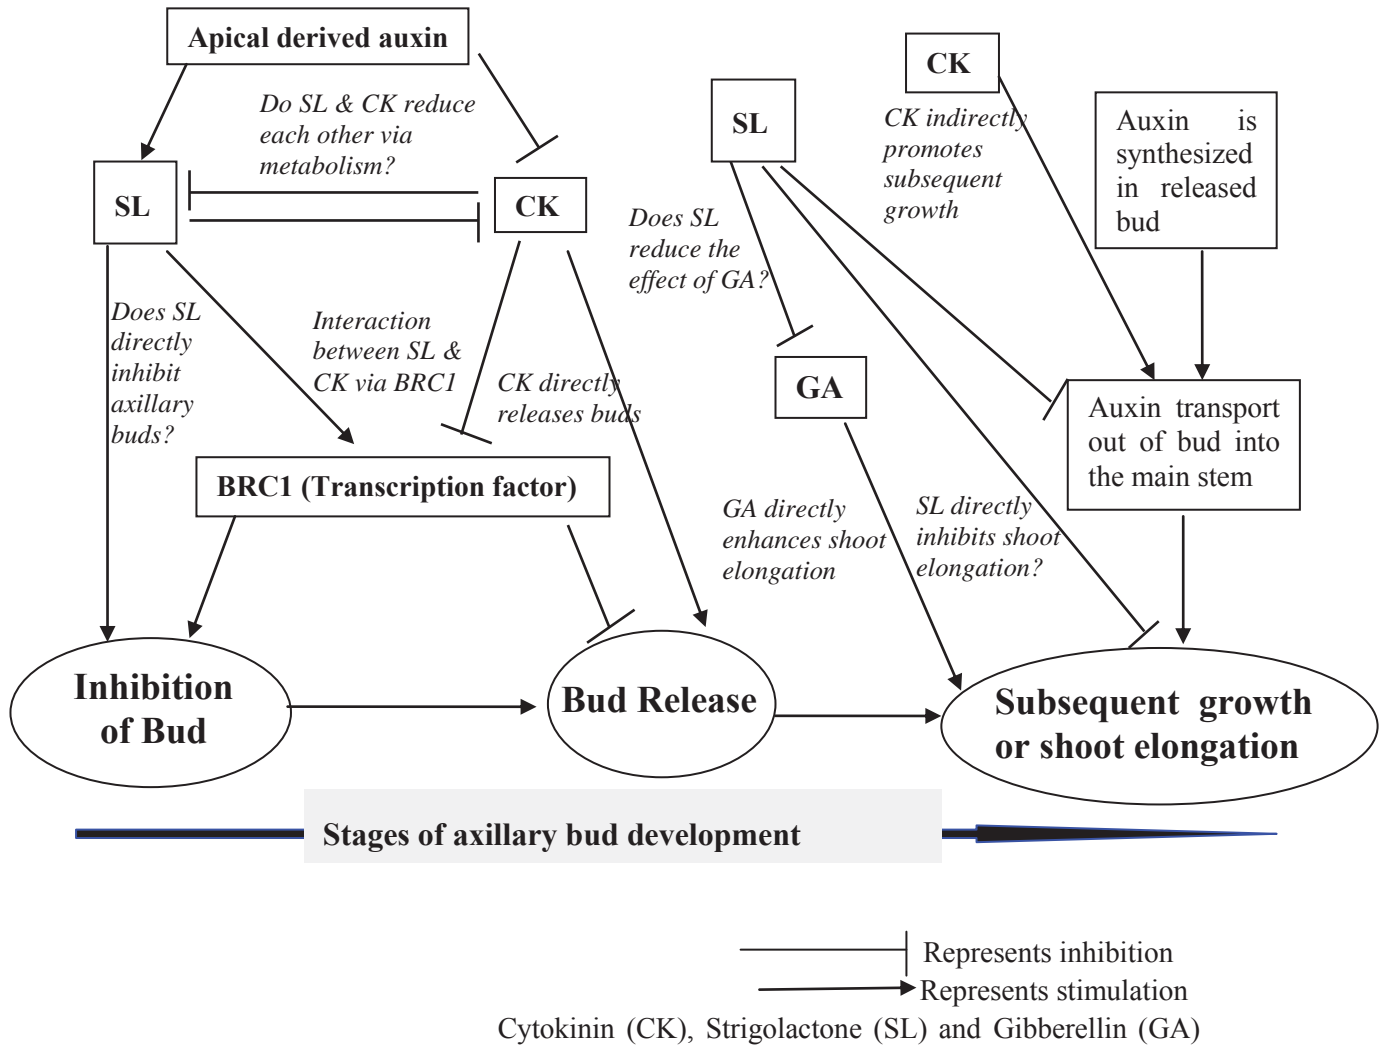 Apical derived auxin
Do SL & CK reduce
each other via
metabolism?
SL
CK
Does SL
directly
inhibit
axillary
buds?
Interaction
between SL &
CK via BRC1
CK directly
releases buds
BRC1 (Transcription factor)
Inhibition
of Bud
Bud Release
SL
CK
CK indirectly
promotes
subsequent
growth
Auxin is
synthesized
in released
bud
Does SL
reduce the
effect of GA?
GA
Auxin transport
out of bud into
the main stem
GA directly
enhances shoot
elongation
SL directly
inhibits shoot
elongation?
Subsequent growth
or shoot elongation
Stages of axillary bud development
Represents inhibition
Represents stimulation
Cytokinin (CK), Strigolactone (SL) and Gibberellin (GA)